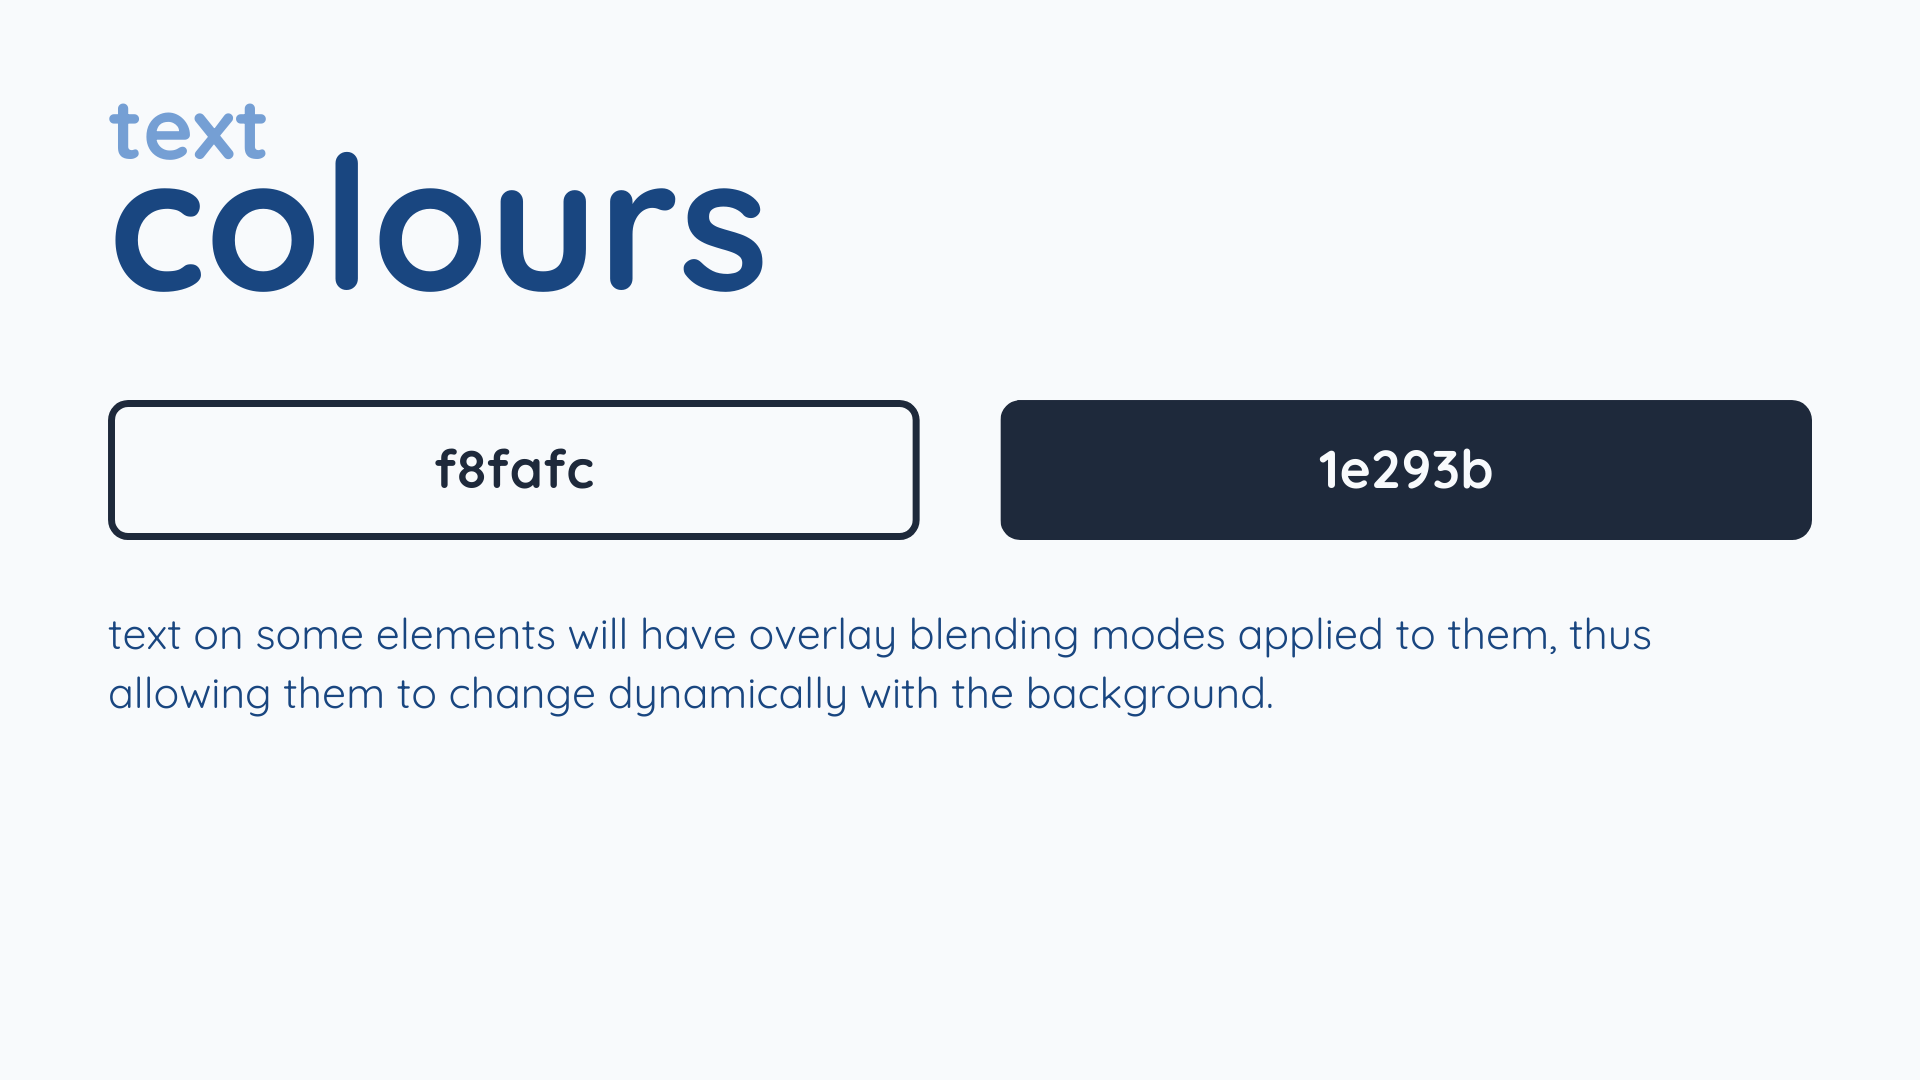 text
colours
f8fafc
1e293b
text on some elements will have overlay blending modes applied to them, thus
allowing them to change dynamically with the background.